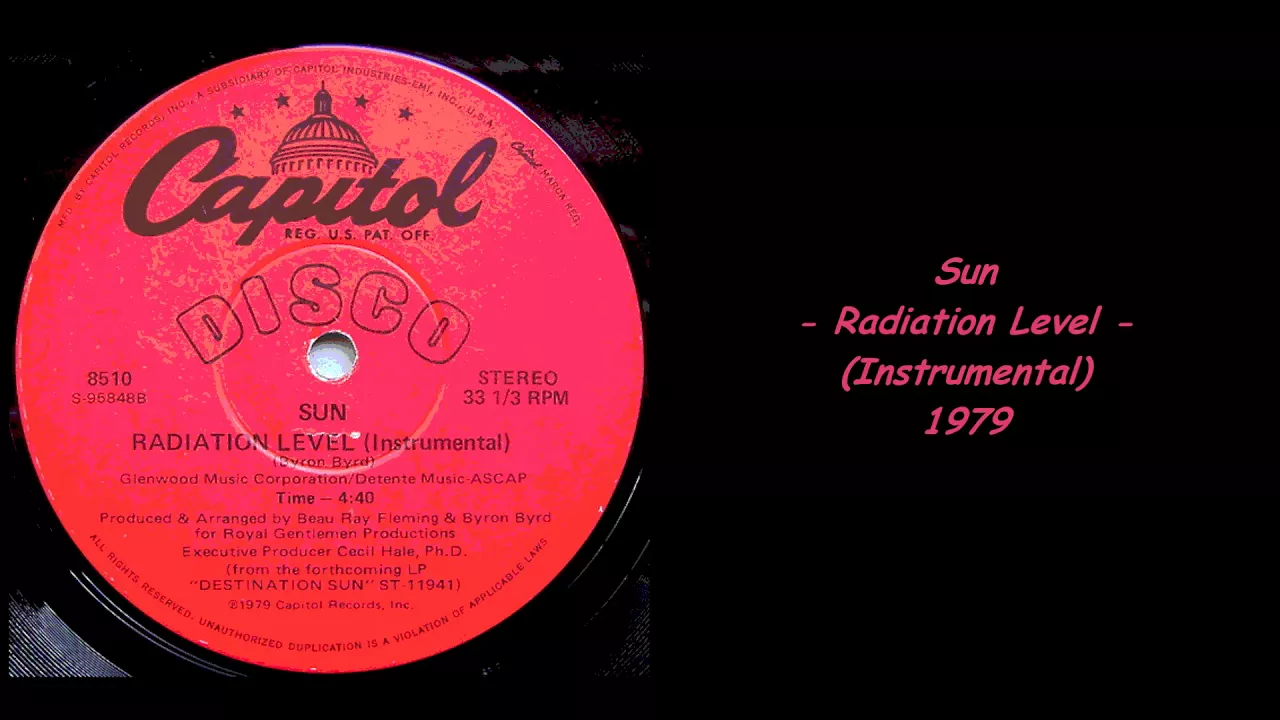 MFD. BY CAPITOL RECORDS, INC., A SUBSIDIARY OF CAPITOL INDUSTRIES-EMI, INC., U.S.A.
Capitol MARCA REG.
Capitol
REG. U.S. PAT. OFF.
DISCO
8510
S-95848B
STEREO
33 1/3 RPM
SUN
RADIATION LEVEL (Instrumental)
(Byron Byrd)
Glenwood Music Corporation/Detente Music-ASCAP
Time – 4:40
Produced & Arranged by Beau Ray Fleming & Byron Byrd
for Royal Gentlemen Productions
Executive Producer Cecil Hale, Ph.D.
(from the forthcoming LP
"DESTINATION SUN" ST-11941)
℗1979 Capitol Records, Inc.
ALL RIGHTS RESERVED. UNAUTHORIZED DUPLICATION IS A VIOLATION OF APPLICABLE LAWS
Sun
- Radiation Level -
(Instrumental)
1979